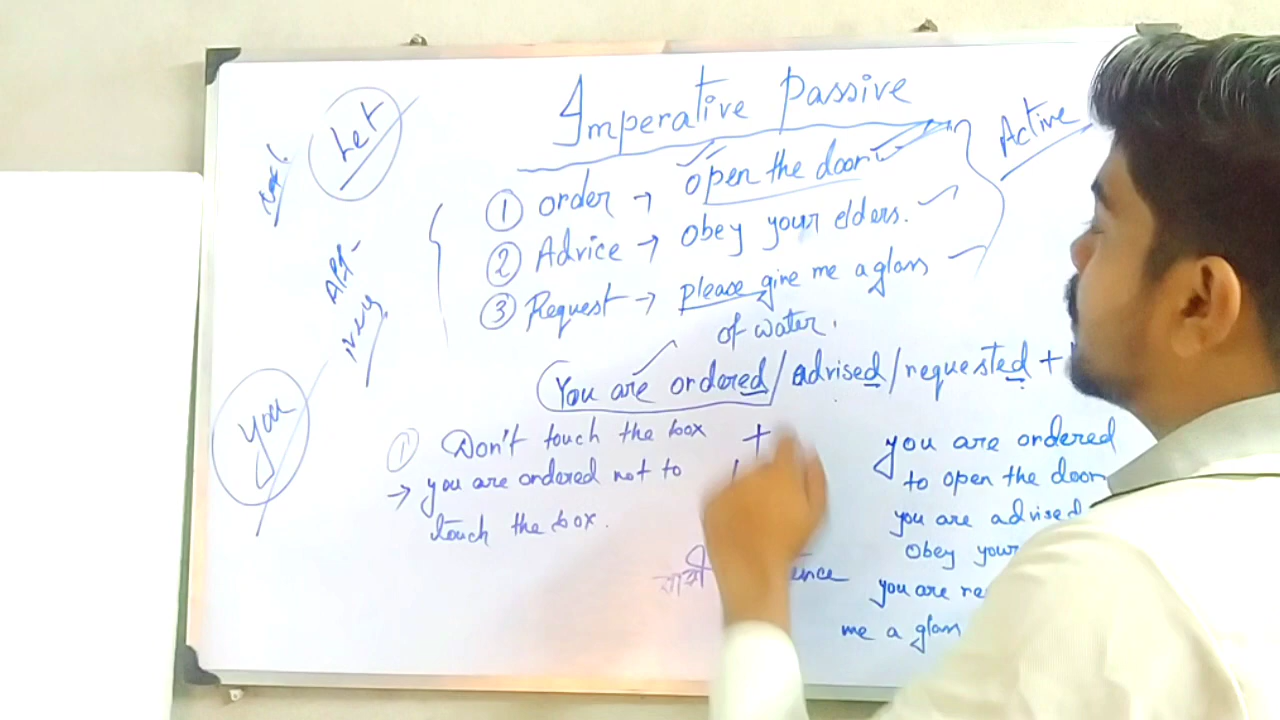 Imperative Passive
Let
Active
① order → open the door
② Advice → obey your elders.
③ Request → please give me a glass
of water.
You are ordered / advised / requested +
you
① Don't touch the box +
→ you are ordered not to
touch the box.
you are ordered
to open the door
you are advised
obey your
you are re
me a glass